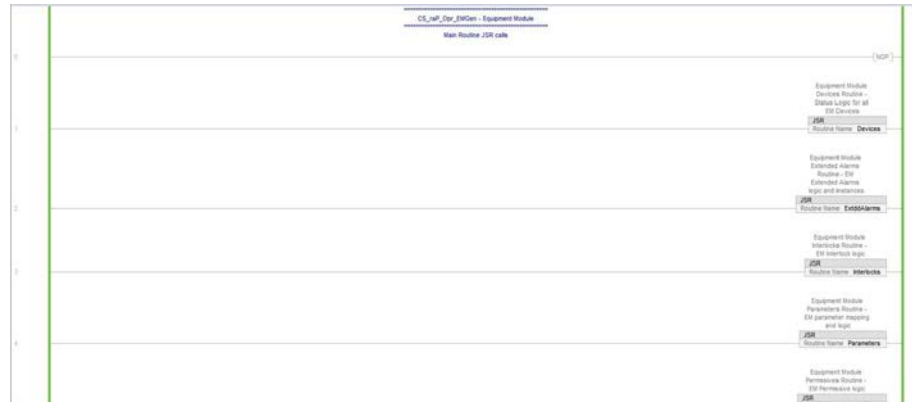 CS_raP_Opr_EMGen - Equipment Module
Main Routine JSR calls
0
NOP
Equipment Module
Devices Routine -
Status Logic for all
EM Devices
JSR
Routine Name Devices
1
Equipment Module
Extended Alarms
Routine - EM
Extended Alarms
logic and instances.
JSR
Routine Name ExtddAlarms
2
Equipment Module
Interlocks Routine -
EM Interlock logic
JSR
Routine Name Interlocks
3
Equipment Module
Parameters Routine -
EM parameter mapping
and logic
JSR
Routine Name Parameters
4
Equipment Module
Permissives Routine -
EM Permissive logic
JSR